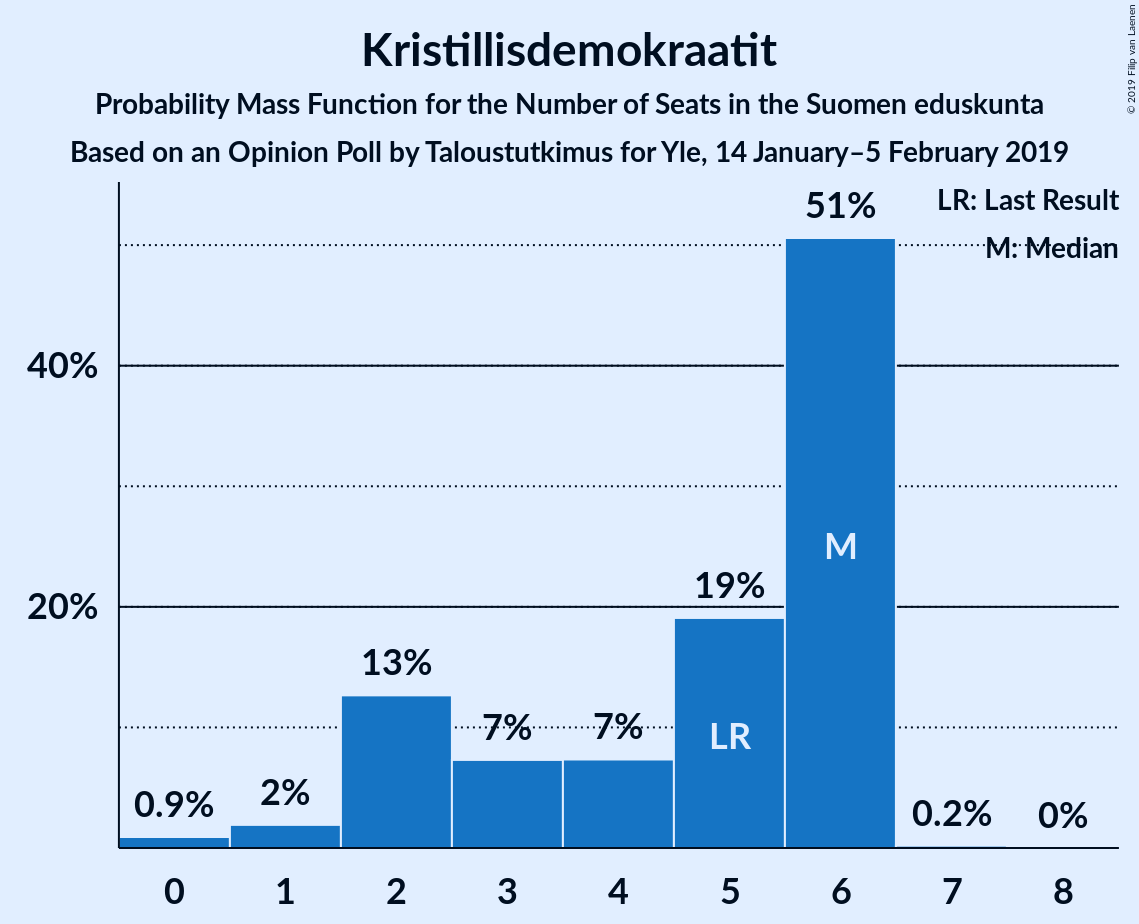 Kristillisdemokraatit
Probability Mass Function for the Number of Seats in the Suomen eduskunta
Based on an Opinion Poll by Taloustutkimus for Yle, 14 January–5 February 2019
© 2019 Filip van Laenen
LR: Last Result
M: Median
51%
40%
M
20%
19%
13%
7%
7%
LR
0.9%
2%
0.2%
0%
0 1 2 3 4 5 6 7 8